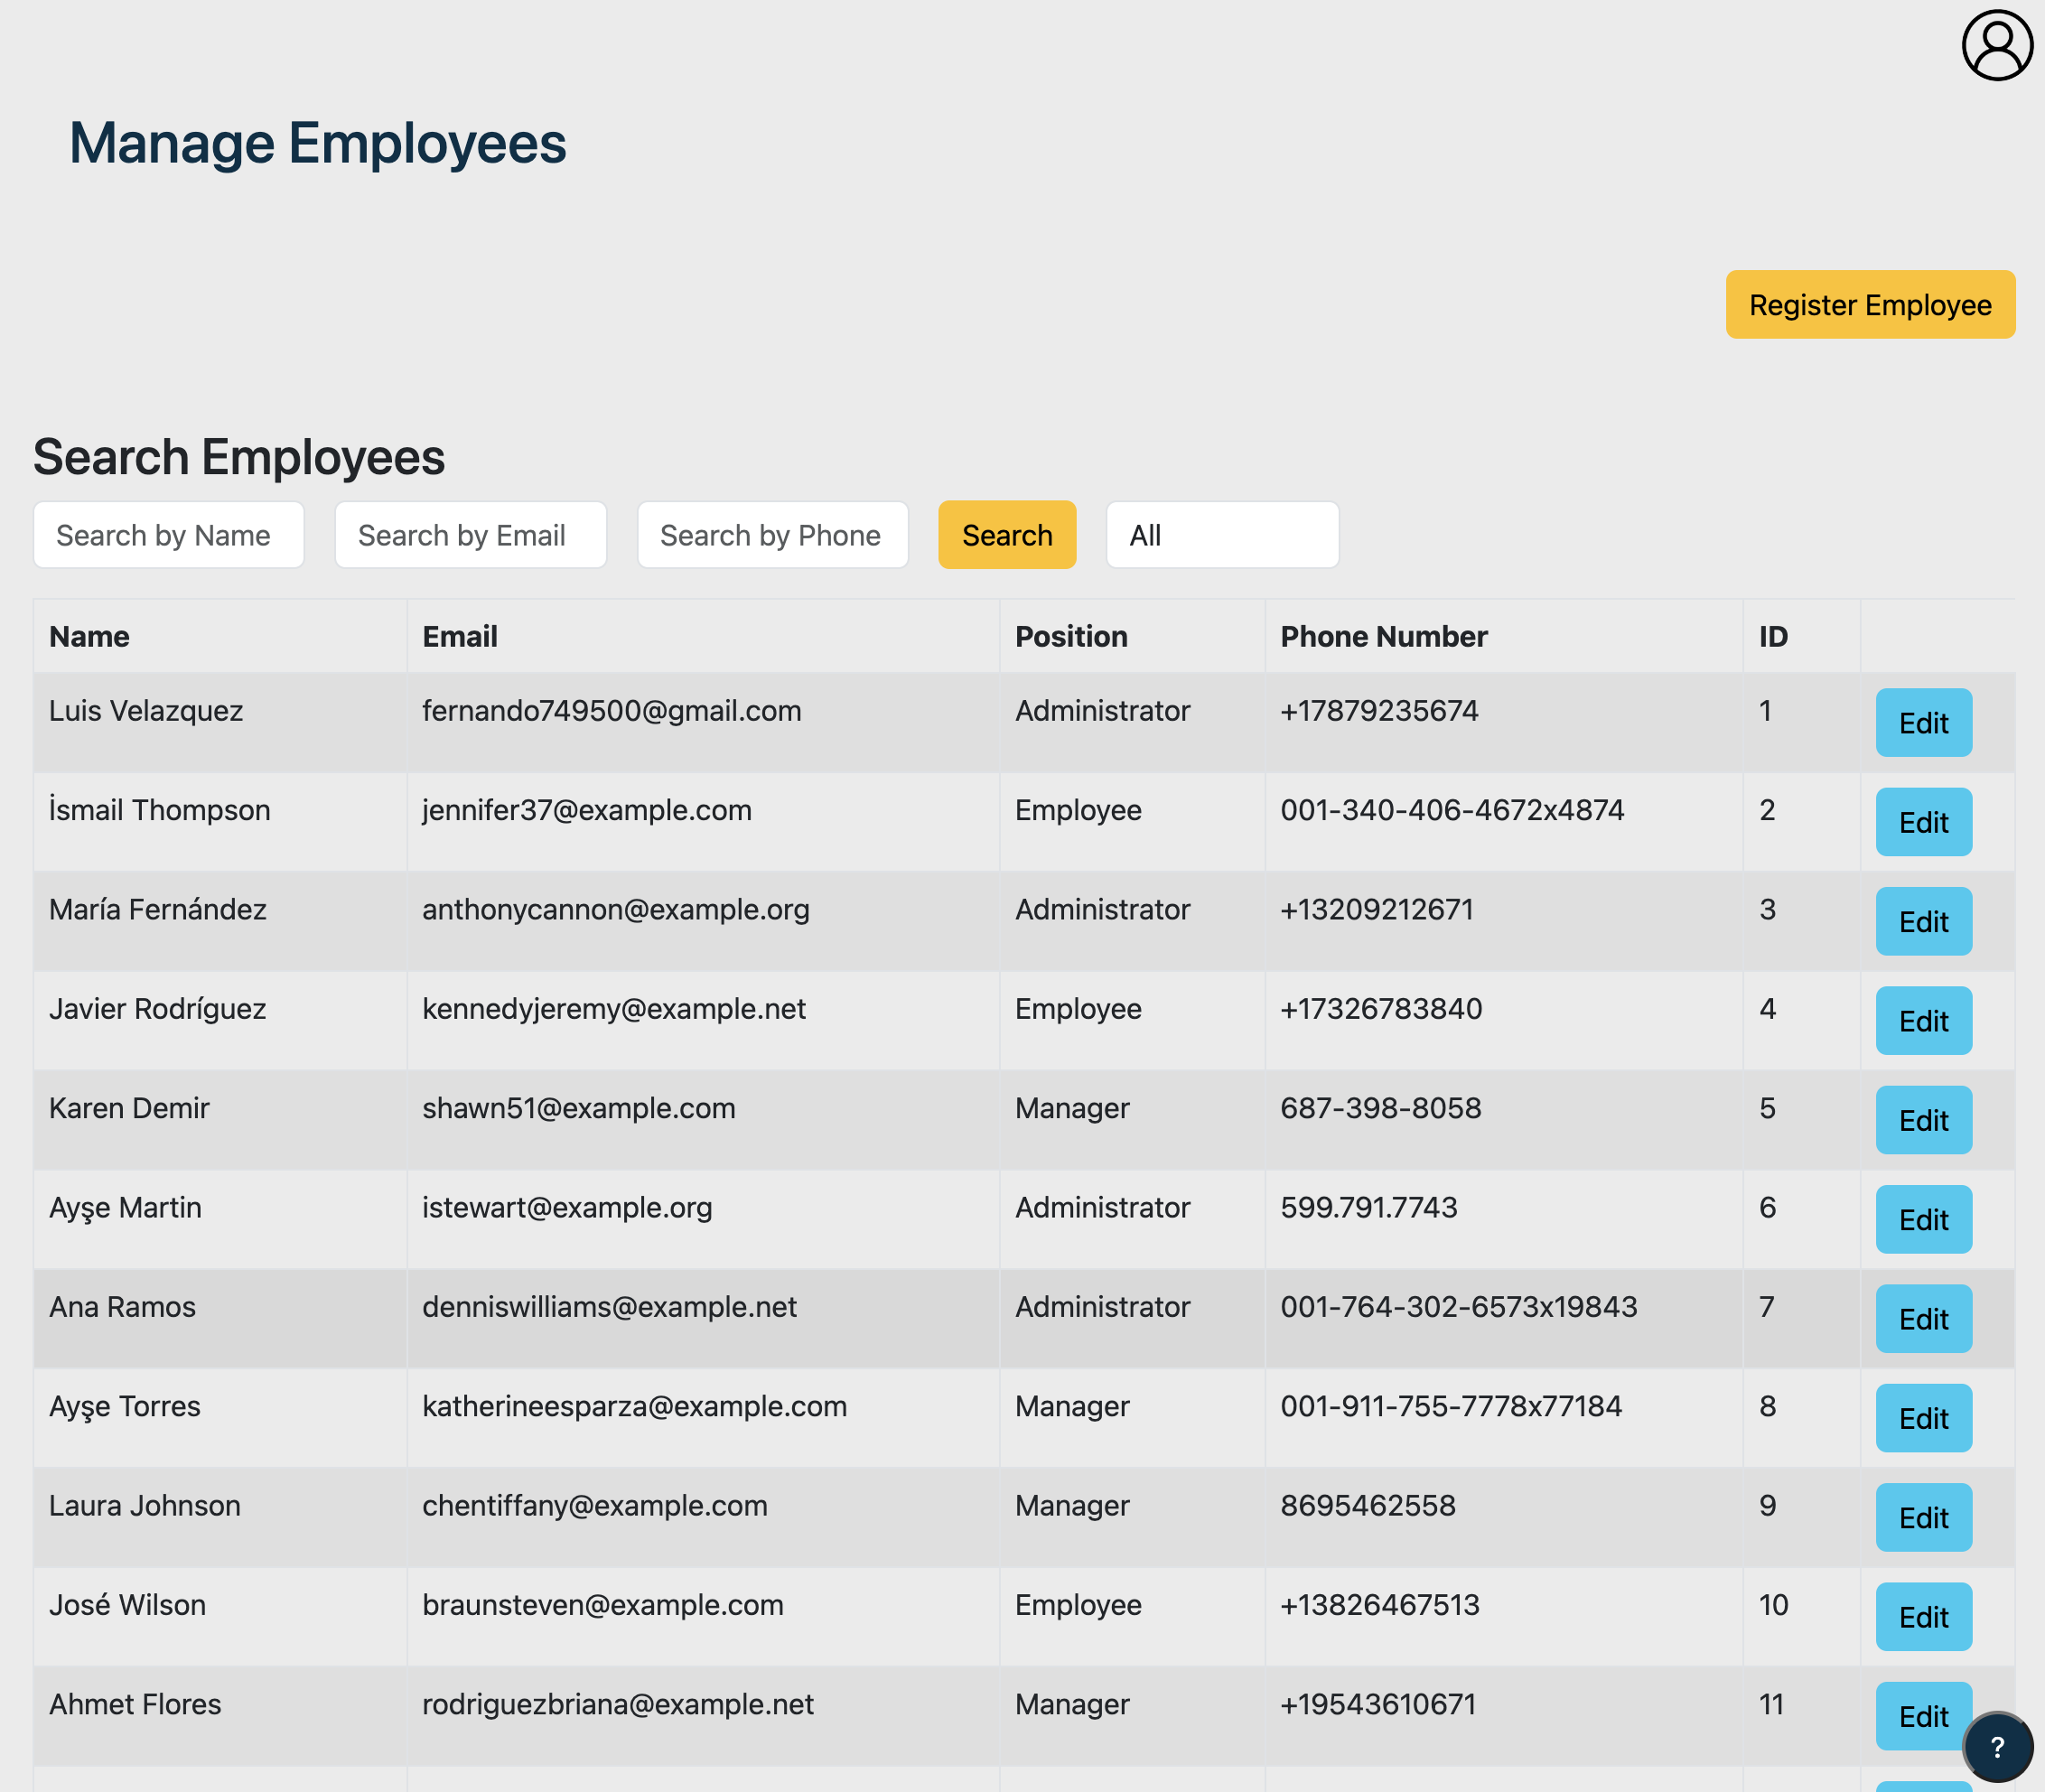 Manage Employees
Register Employee
Search Employees
Search by Name Search by Email Search by Phone Search All
Name Email Position Phone Number ID
Luis Velazquez fernando749500@gmail.com Administrator +17879235674 1 Edit
İsmail Thompson jennifer37@example.com Employee 001-340-406-4672x4874 2 Edit
María Fernández anthonycannon@example.org Administrator +13209212671 3 Edit
Javier Rodríguez kennedyjeremy@example.net Employee +17326783840 4 Edit
Karen Demir shawn51@example.com Manager 687-398-8058 5 Edit
Ayşe Martin istewart@example.org Administrator 599.791.7743 6 Edit
Ana Ramos denniswilliams@example.net Administrator 001-764-302-6573x19843 7 Edit
Ayşe Torres katherineesparza@example.com Manager 001-911-755-7778x77184 8 Edit
Laura Johnson chentiffany@example.com Manager 8695462558 9 Edit
José Wilson braunsteven@example.com Employee +13826467513 10 Edit
Ahmet Flores rodriguezbriana@example.net Manager +19543610671 11 Edit
?